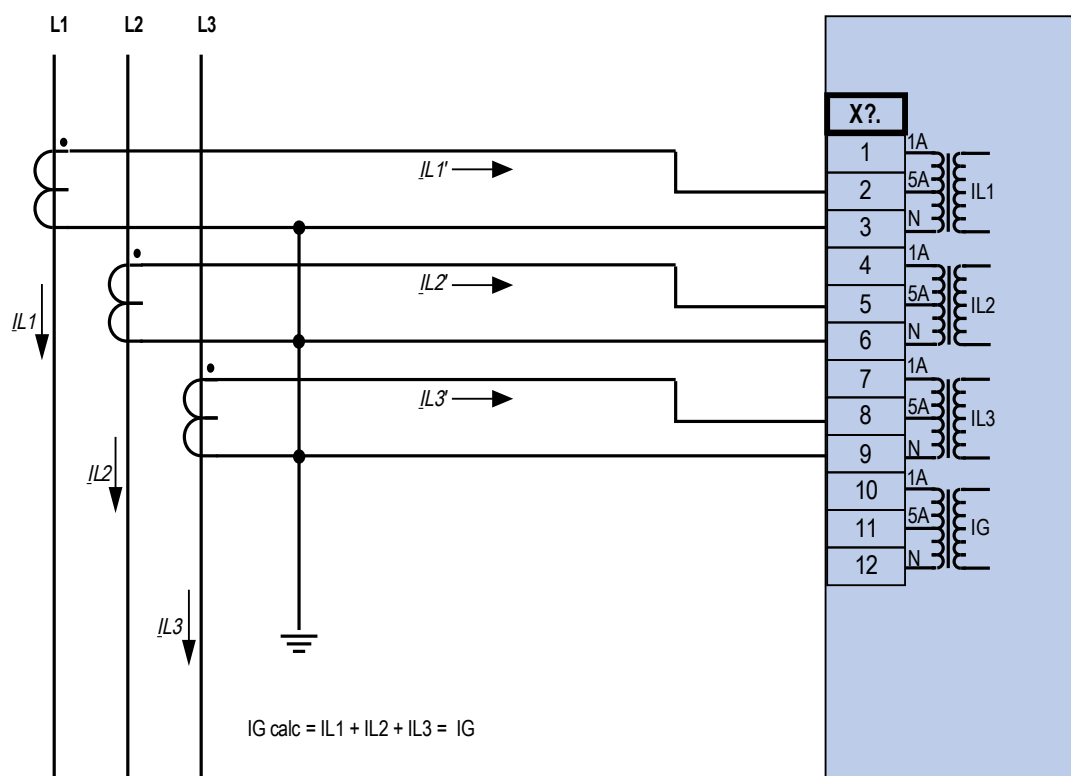 L1 L2 L3
X?.
1 1A
IL1'
2 5A IL1
3 N
4 1A
IL2'
5 5A IL2
IL1
6 N
7 1A
IL3'
8 5A IL3
9 N
IL2
10 1A
11 5A IG
12 N
IL3
IG calc = IL1 + IL2 + IL3 = IG